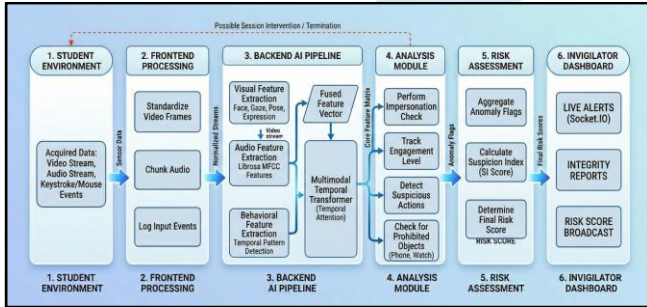 Possible Session Intervention / Termination
1. STUDENT
ENVIRONMENT
Acquired Data:
Video Stream,
Audio Stream,
Keystroke/Mouse
Events
1. STUDENT
ENVIRONMENT
Sensor Data
2. FRONTEND
PROCESSING
Standardize
Video Frames
Chunk Audio
Log Input Events
2. FRONTEND
PROCESSING
Normalized Streams
3. BACKEND AI PIPELINE
Visual Feature
Extraction
Face, Gaze, Pose,
Expression
Video
stream
Audio Feature
Extraction
Librosa MFCC
Features
Behavioral
Feature
Extraction
Temporal Pattern
Detection
Fused
Feature
Vector
Multimodal
Temporal
Transformer
(Temporal
Attention)
3. BACKEND
AI PIPELINE
Core Feature Matrix
4. ANALYSIS
MODULE
Perform
Impersonation
Check
Track
Engagement
Level
Detect
Suspicious
Actions
Check for
Prohibited
Objects
(Phone, Watch)
4. ANALYSIS
MODULE
Anomaly Flags
5. RISK
ASSESSMENT
Aggregate
Anomaly Flags
Calculate
Suspicion Index
(SI Score)
Determine
Final Risk
Score
RISK SCORE
5. RISK
ASSESSMENT
Final Risk Scores
6. INVIGILATOR
DASHBOARD
LIVE ALERTS
(Socket.IO)
INTEGRITY
REPORTS
RISK SCORE
BROADCAST
6. INVIGILATOR
DASHBOARD